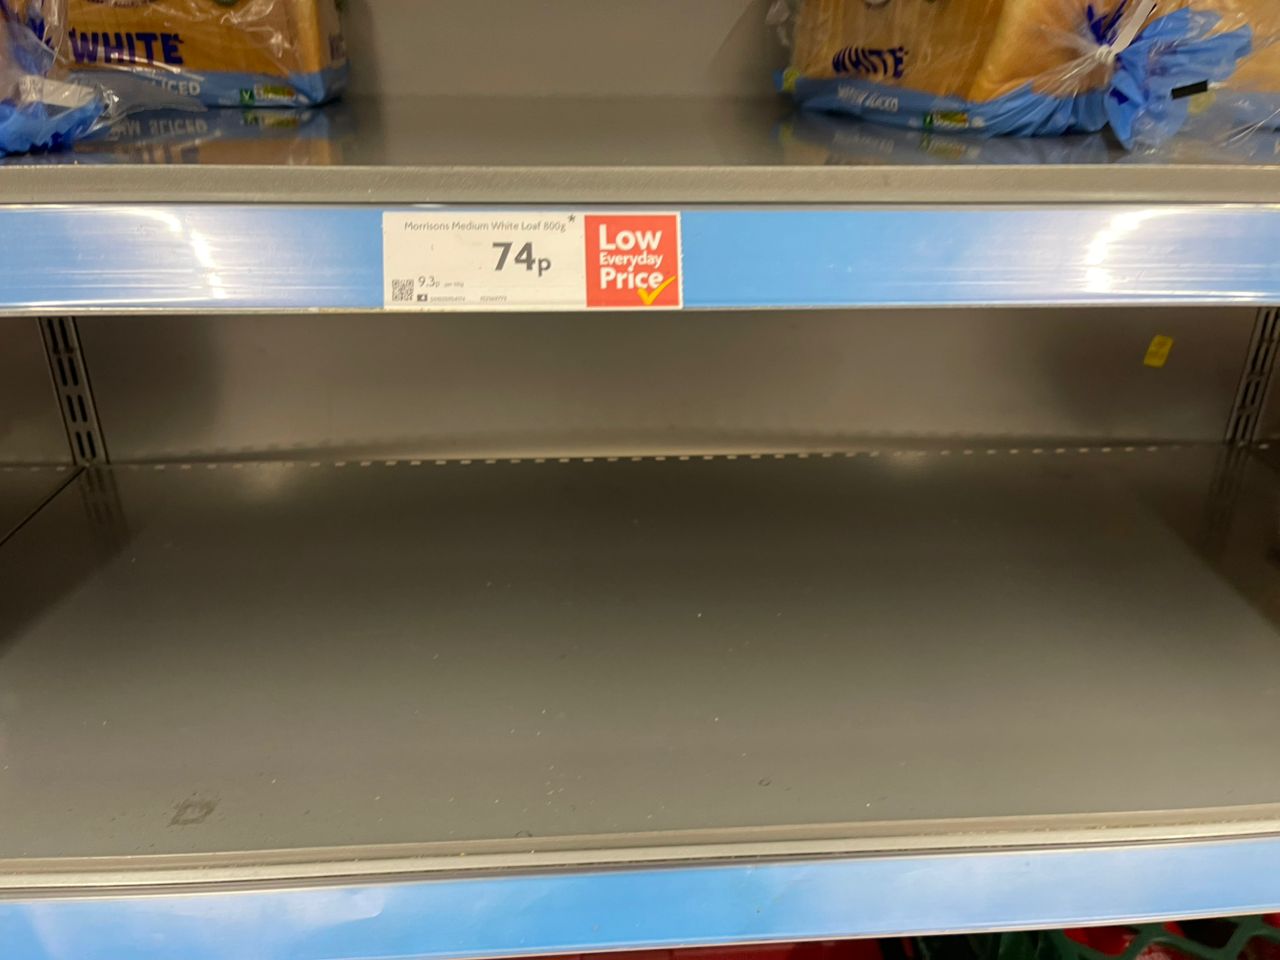 WHITE
WHITE
Morrisons Medium White Loaf 800g*
74p
9.3p
Low
Everyday
Price